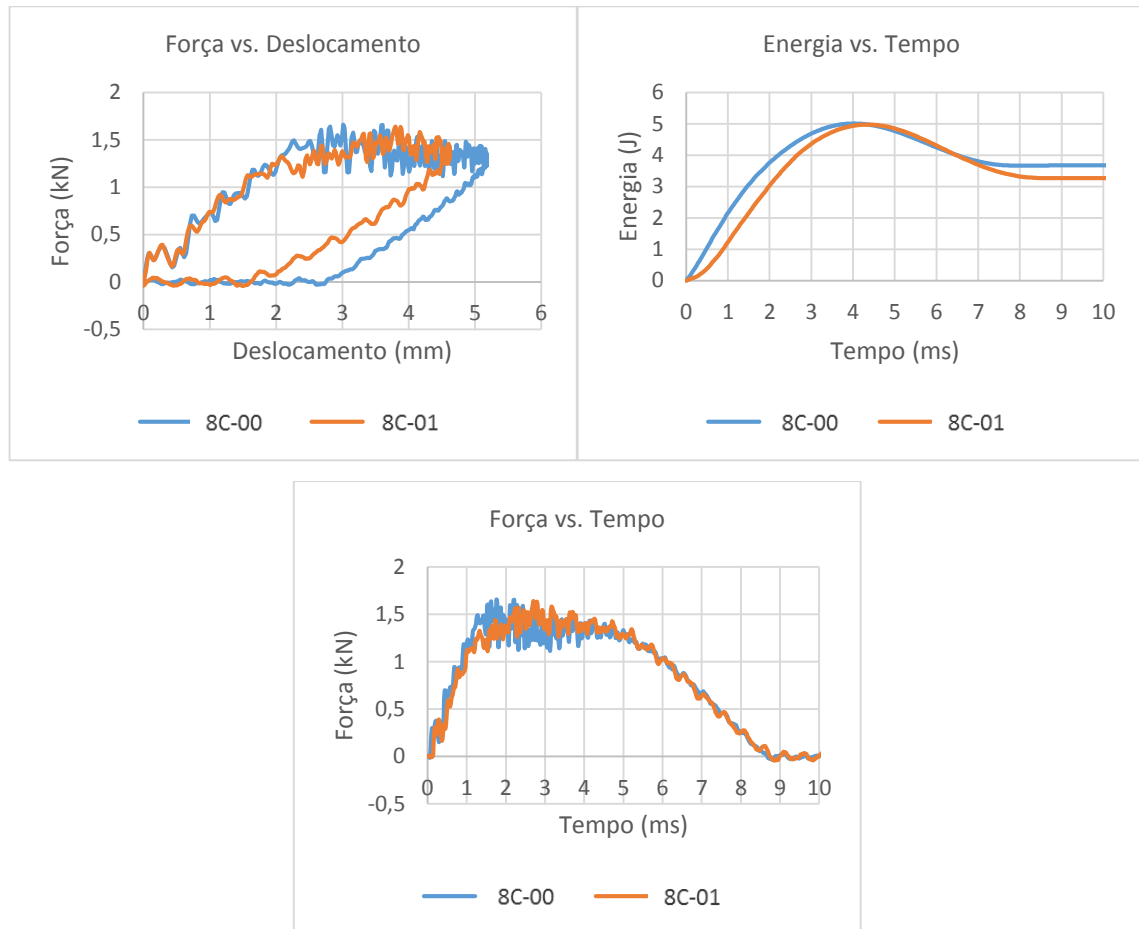 Força vs. Deslocamento
2
1,5
1
0,5
0
-0,5
0 1 2 3 4 5 6
Força (kN)
Deslocamento (mm)
8C-00 8C-01
Energia vs. Tempo
6
5
4
3
2
1
0
0 1 2 3 4 5 6 7 8 9 10
Energia (J)
Tempo (ms)
8C-00 8C-01
Força vs. Tempo
2
1,5
1
0,5
0
-0,5
0 1 2 3 4 5 6 7 8 9 10
Força (kN)
Tempo (ms)
8C-00 8C-01